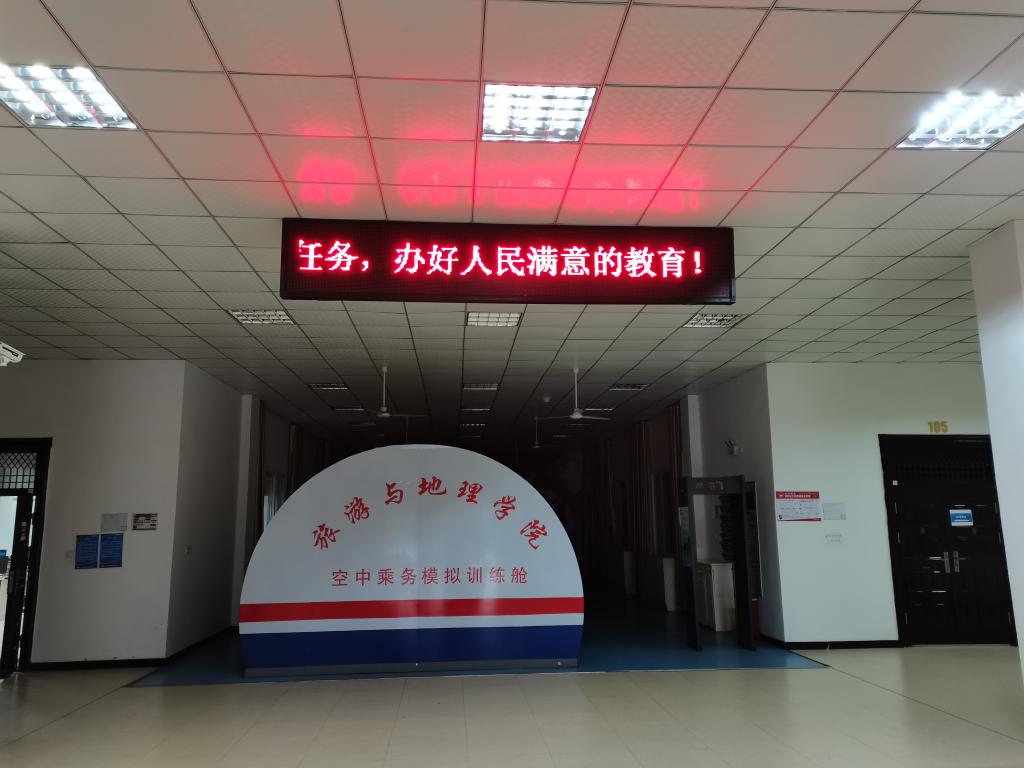 任务，办好人民满意的教育！
旅游与地理学院
空中乘务模拟训练舱
105